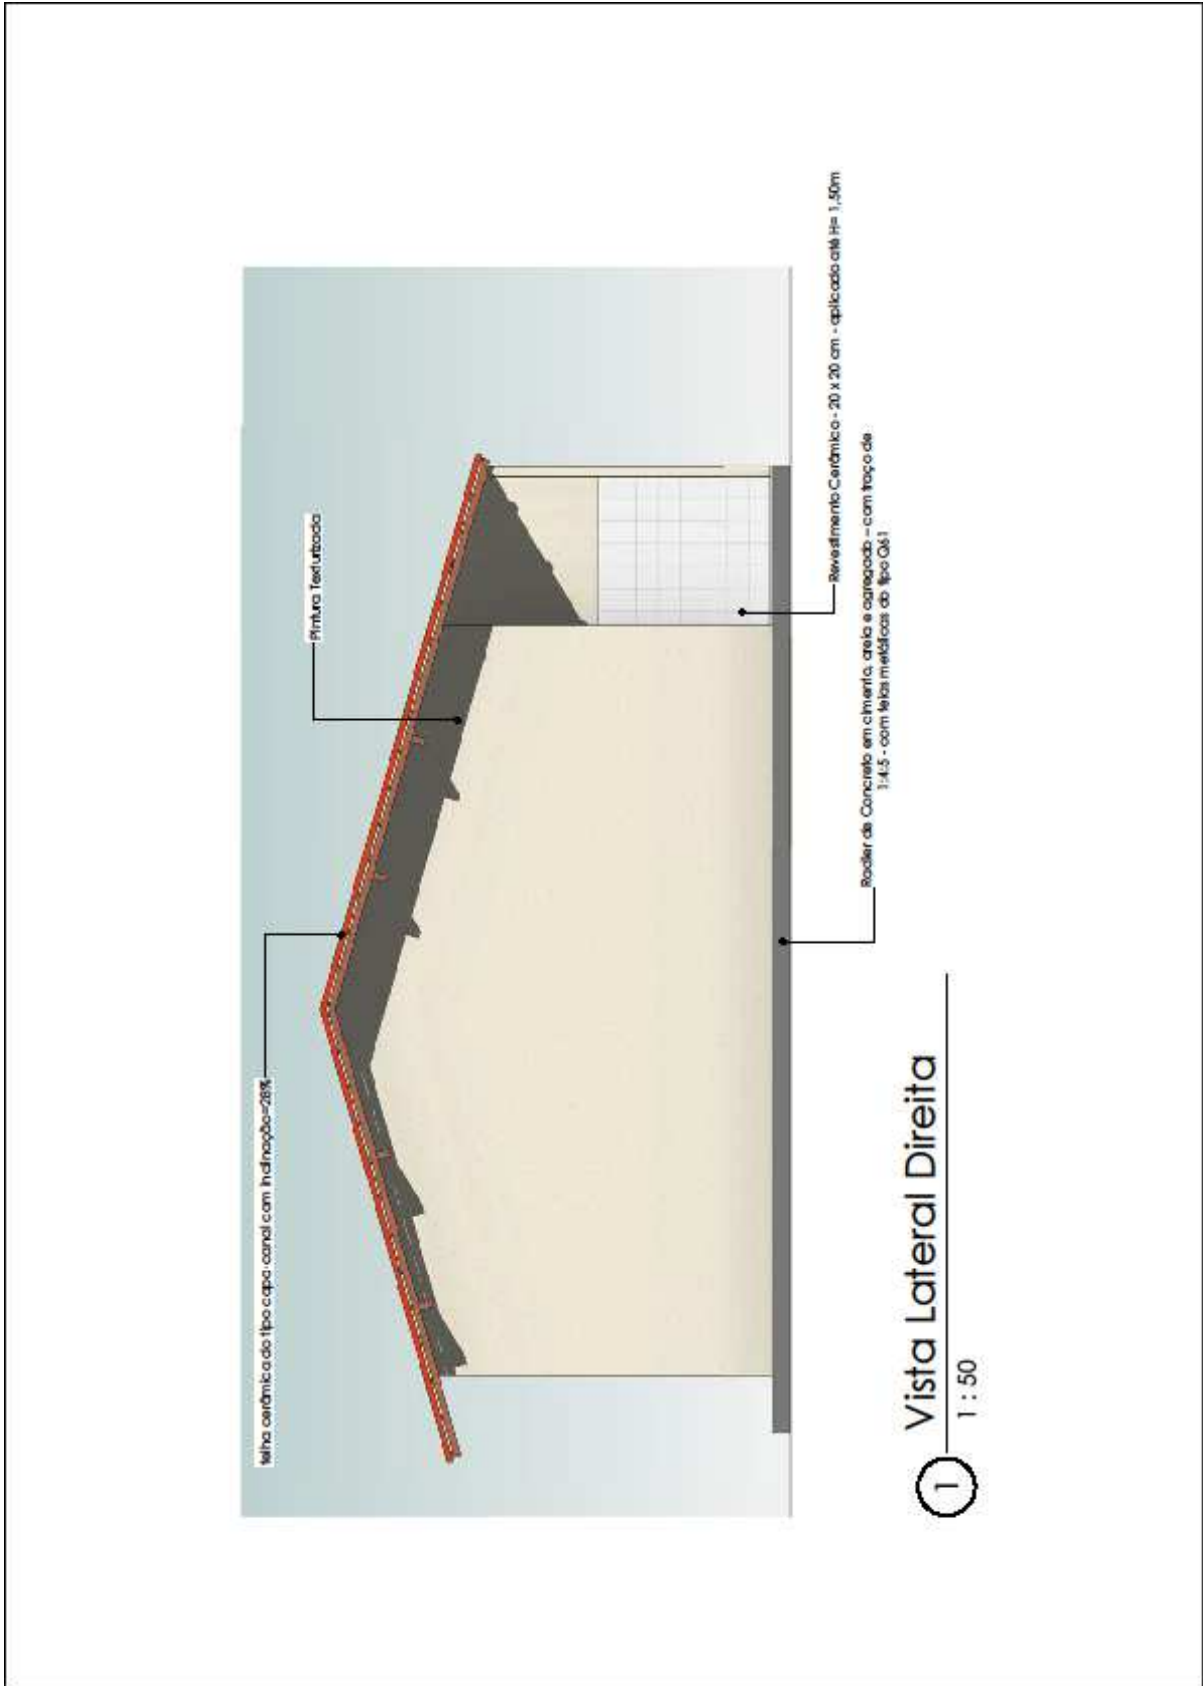 telha cerâmica do tipo capa-canal com inclinação=28%
Pintura Texturizada
Revestimento Cerâmico - 20 x 20 cm - aplicado até H= 1,50m
Radier de Concreto em cimento, areia e agregado – com traço de
1:4:5 - com telas metálicas do tipo Q61
1
Vista Lateral Direita
1 : 50